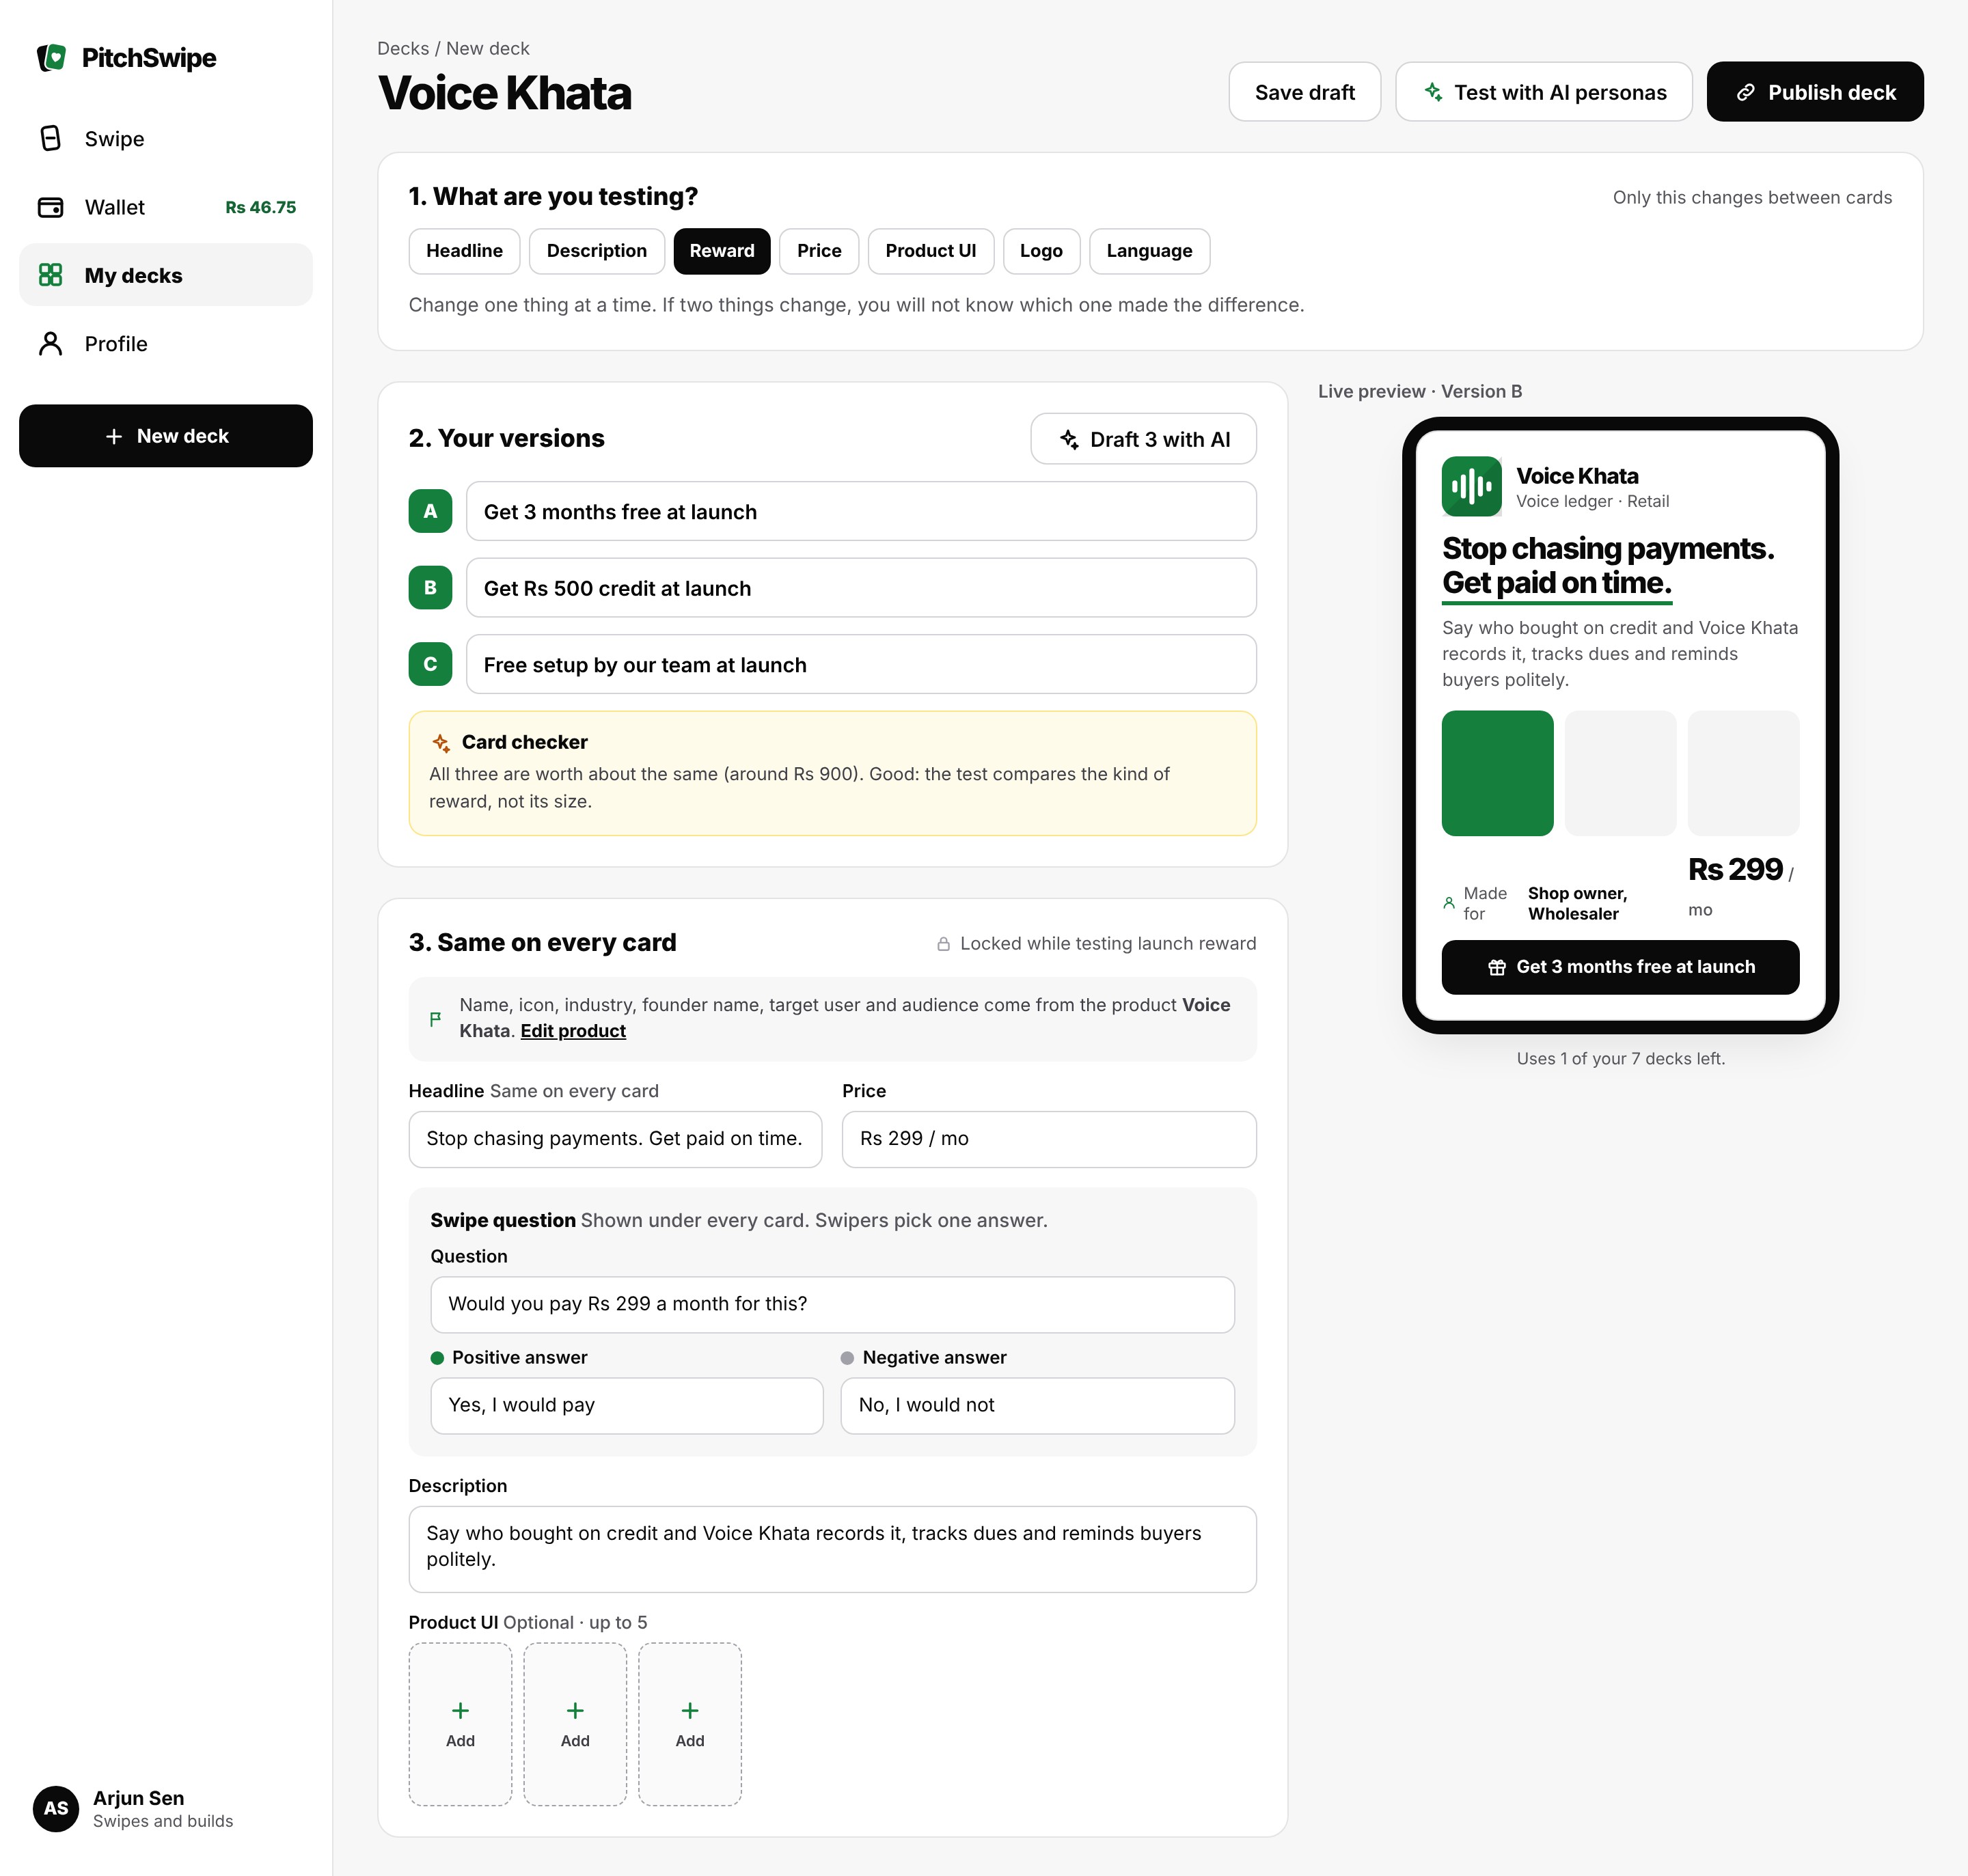 PitchSwipe
Swipe
Wallet Rs 46.75
My decks
Profile
New deck
AS
Arjun Sen
Swipes and builds
Decks / New deck
Voice Khata
Save draft
Test with AI personas
Publish deck
1. What are you testing?
Only this changes between cards
Headline Description Reward Price Product UI Logo Language
Change one thing at a time. If two things change, you will not know which one made the difference.
2. Your versions
Draft 3 with AI
A Get 3 months free at launch
B Get Rs 500 credit at launch
C Free setup by our team at launch
Card checker
All three are worth about the same (around Rs 900). Good: the test compares the kind of
reward, not its size.
3. Same on every card
Locked while testing launch reward
Name, icon, industry, founder name, target user and audience come from the product Voice
Khata. Edit product
Headline Same on every card
Stop chasing payments. Get paid on time.
Price
Rs 299 / mo
Swipe question Shown under every card. Swipers pick one answer.
Question
Would you pay Rs 299 a month for this?
Positive answer
Yes, I would pay
Negative answer
No, I would not
Description
Say who bought on credit and Voice Khata records it, tracks dues and reminds buyers
politely.
Product UI Optional · up to 5
Add
Add
Add
Live preview · Version B
Voice Khata
Voice ledger · Retail
Stop chasing payments.
Get paid on time.
Say who bought on credit and Voice Khata
records it, tracks dues and reminds
buyers politely.
Made
for
Shop owner,
Wholesaler
Rs 299 /
mo
Get 3 months free at launch
Uses 1 of your 7 decks left.